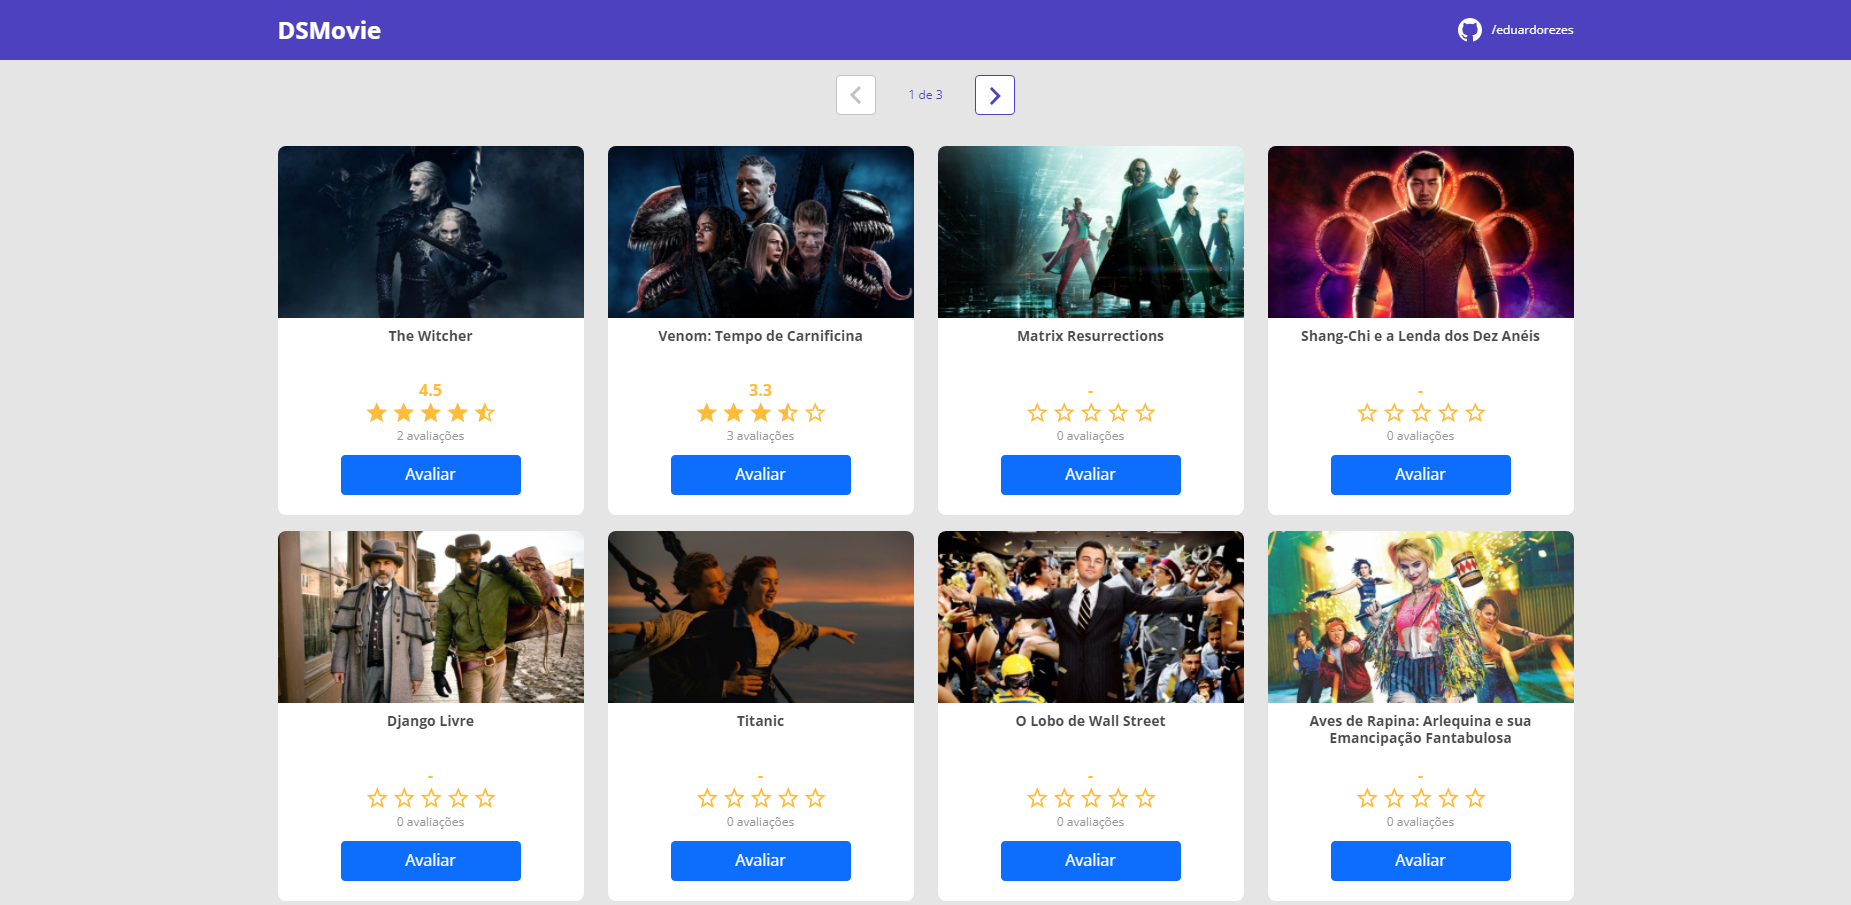 DSMovie
/eduardorezes
1 de 3
The Witcher
Venom: Tempo de Carnificina
Matrix Resurrections
Shang-Chi e a Lenda dos Dez Anéis
4.5
3.3
-
-
2 avaliações
3 avaliações
0 avaliações
0 avaliações
Avaliar
Avaliar
Avaliar
Avaliar
Django Livre
Titanic
O Lobo de Wall Street
Aves de Rapina: Arlequina e sua
Emancipação Fantabulosa
-
-
-
-
0 avaliações
0 avaliações
0 avaliações
0 avaliações
Avaliar
Avaliar
Avaliar
Avaliar